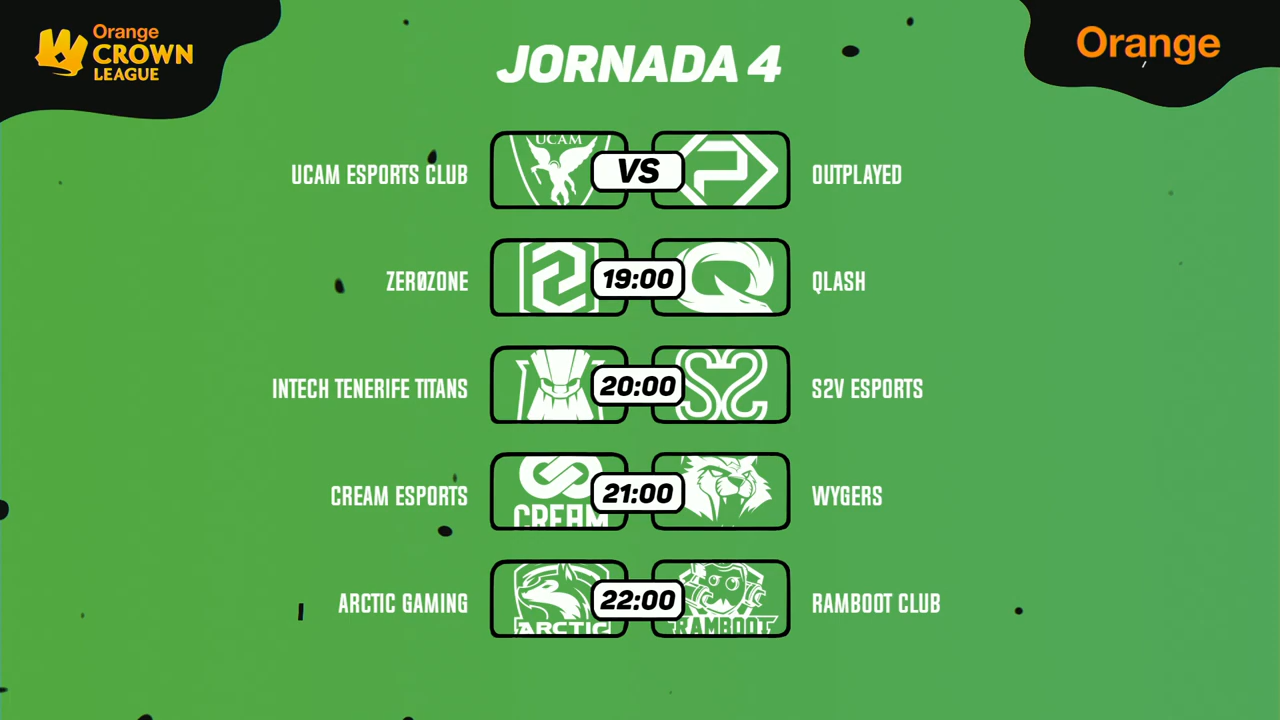 Orange
CROWN
LEAGUE
Orange
JORNADA 4
UCAM ESPORTS CLUB
UCAM
VS
OUTPLAYED
ZERØZONE
19:00
QLASH
INTECH TENERIFE TITANS
20:00
S2V ESPORTS
CREAM ESPORTS
CREAM
21:00
WYGERS
ARCTIC GAMING
ARCTIC
22:00
RAMBOOT
RAMBOOT CLUB